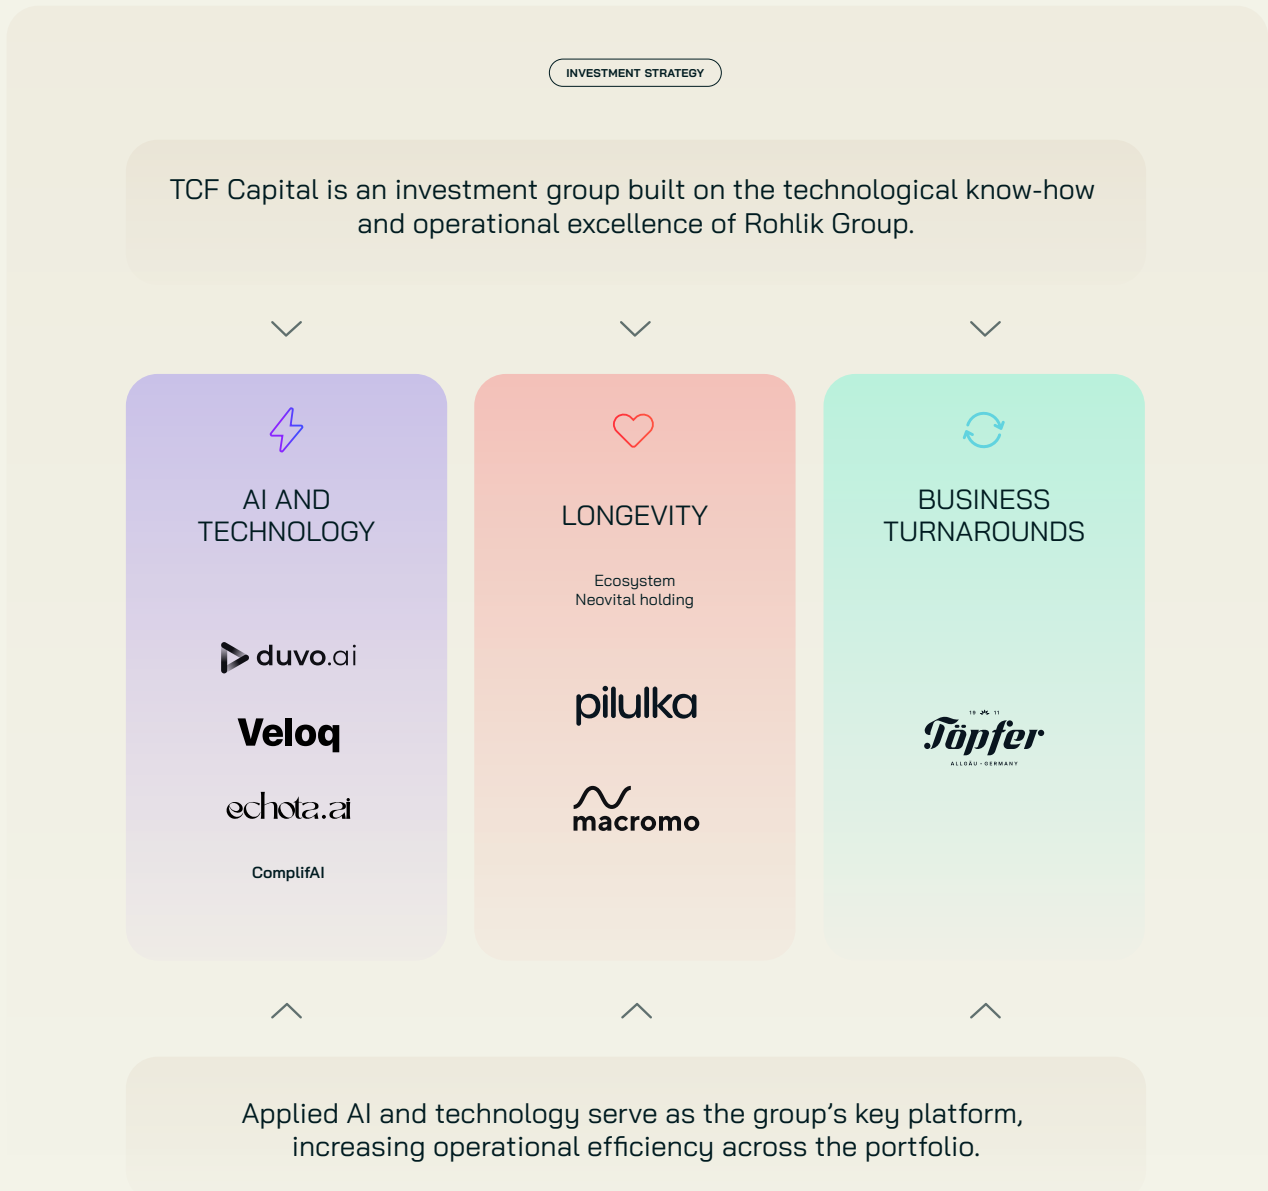 INVESTMENT STRATEGY
TCF Capital is an investment group built on the technological know-how
and operational excellence of Rohlik Group.
AI AND
TECHNOLOGY
duvo.ai
Veloq
echota.ai
ComplifAI
LONGEVITY
Ecosystem
Neovital holding
pilulka
macromo
BUSINESS
TURNAROUNDS
19 11
Töpfer
ALLGÄU - GERMANY
Applied AI and technology serve as the group’s key platform,
increasing operational efficiency across the portfolio.